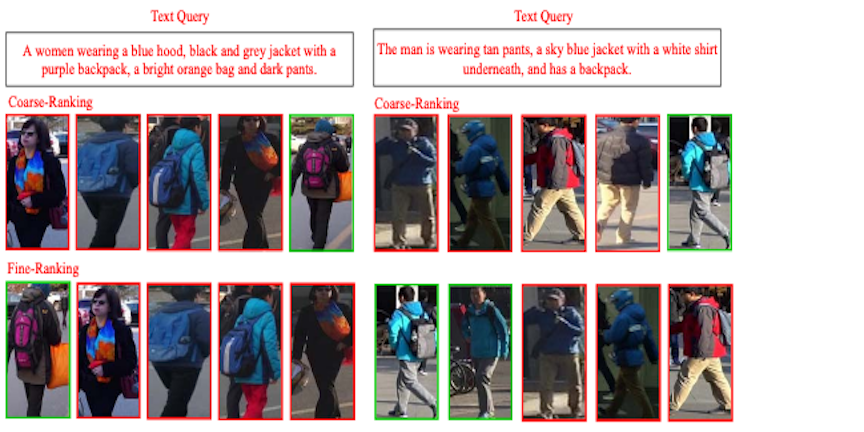 Text Query
A women wearing a blue hood, black and grey jacket with a
purple backpack, a bright orange bag and dark pants.
Coarse-Ranking
Fine-Ranking
Text Query
The man is wearing tan pants, a sky blue jacket with a white shirt
underneath, and has a backpack.
Coarse-Ranking